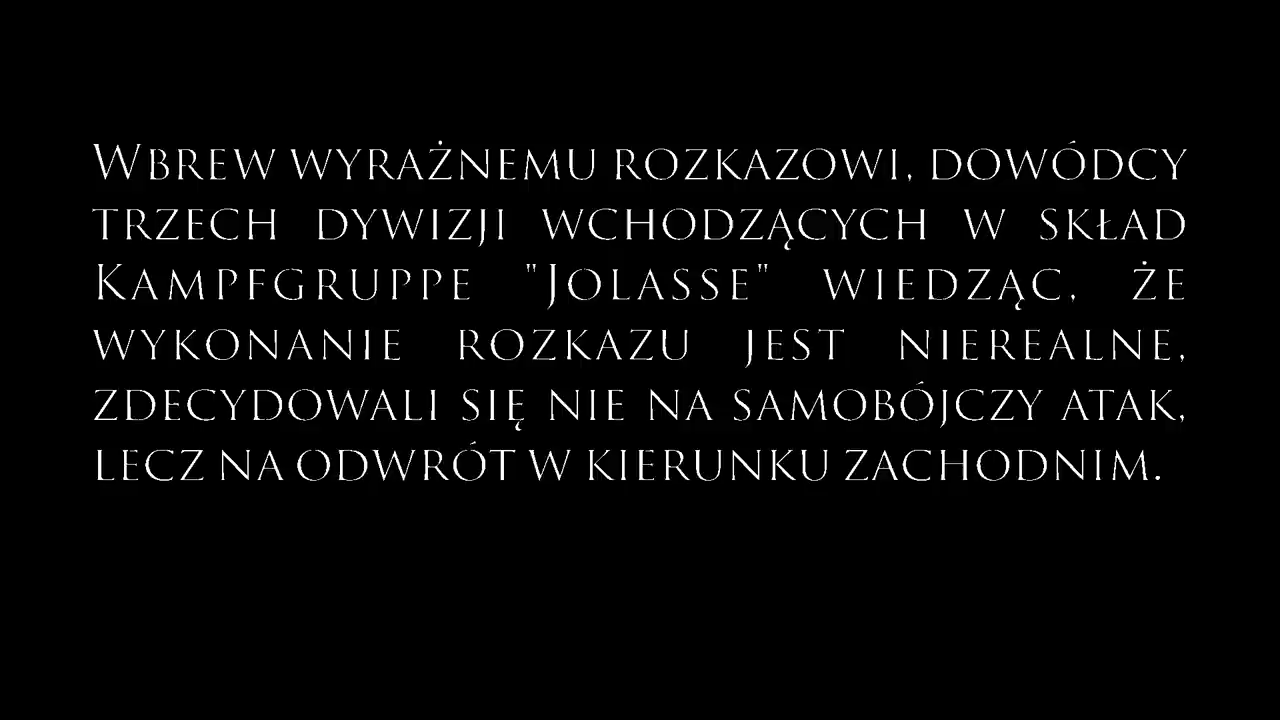 Wbrew wyrażnemu rozkazowi, dowódcy
trzech dywizji wchodzących w skład
Kampfgruppe "Jolasse" wiedząc, że
wykonanie rozkazu jest nierealne,
zdecydowali się nie na samobójczy atak,
lecz na odwrót w kierunku zachodnim.